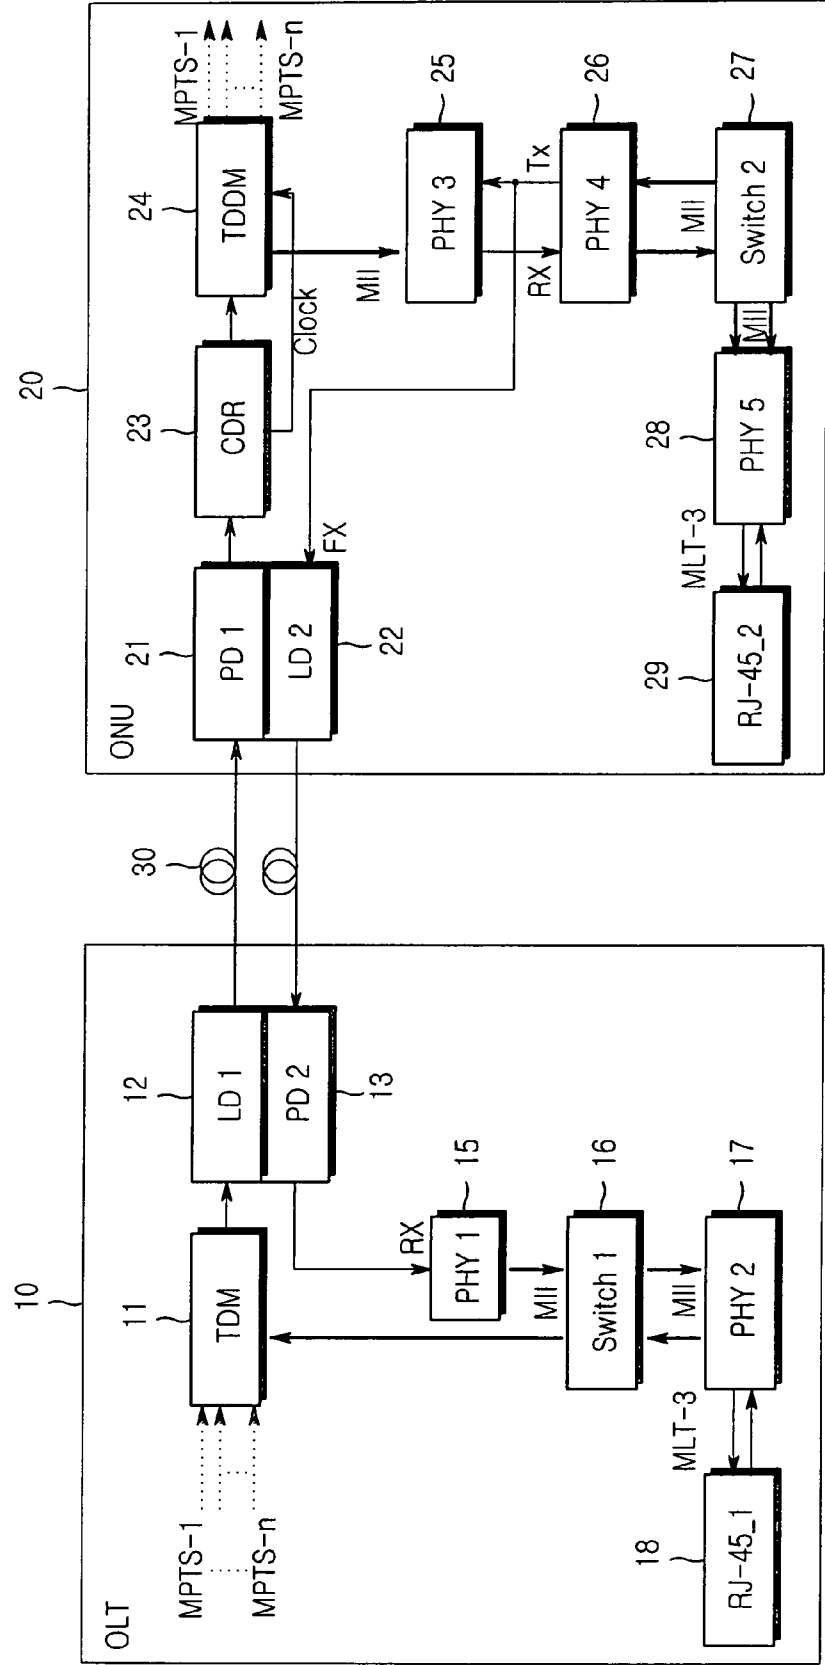 10
OLT
MPTS-1
MPTS-n
11
TDM
12
LD 1
PD 2
13
RX
15
PHY 1
MII
16
Switch 1
MII
17
PHY 2
MLT-3
18
RJ-45_1
30
20
ONU
21
PD 1
LD 2
22
FX
23
CDR
Clock
24
TDDM
MPTS-1
MPTS-n
MII
25
PHY 3
RX
Tx
26
PHY 4
MII
27
Switch 2
MII
28
PHY 5
MLT-3
29
RJ-45_2